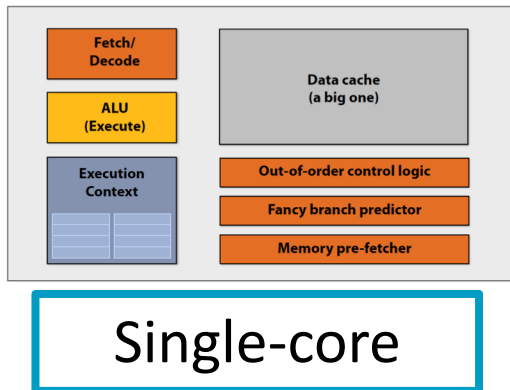 Fetch/
Decode
ALU
(Execute)
Execution
Context
Data cache
(a big one)
Out-of-order control logic
Fancy branch predictor
Memory pre-fetcher
Single-core